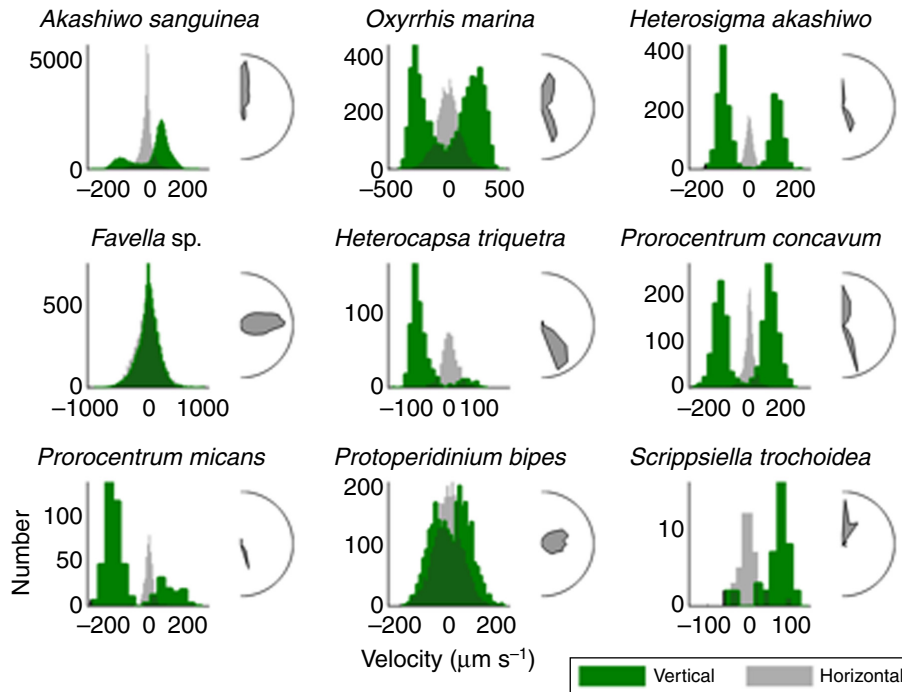 Akashiwo sanguinea
Oxyrrhis marina
Heterosigma akashiwo
5000
0
−200 0 200
400
200
0
−500 0 500
400
200
0
−200 0 200
Favella sp.
Heterocapsa triquetra
Prorocentrum concavum
500
0
−1000 0 1000
100
0
−100 0 100
200
100
0
−200 0 200
Prorocentrum micans
Protoperidinium bipes
Scrippsiella trochoidea
Number
100
50
0
−200 0 200
200
100
0
−200 0 200
10
0
−100 0 100
Velocity (μm s−1)
Vertical
Horizontal